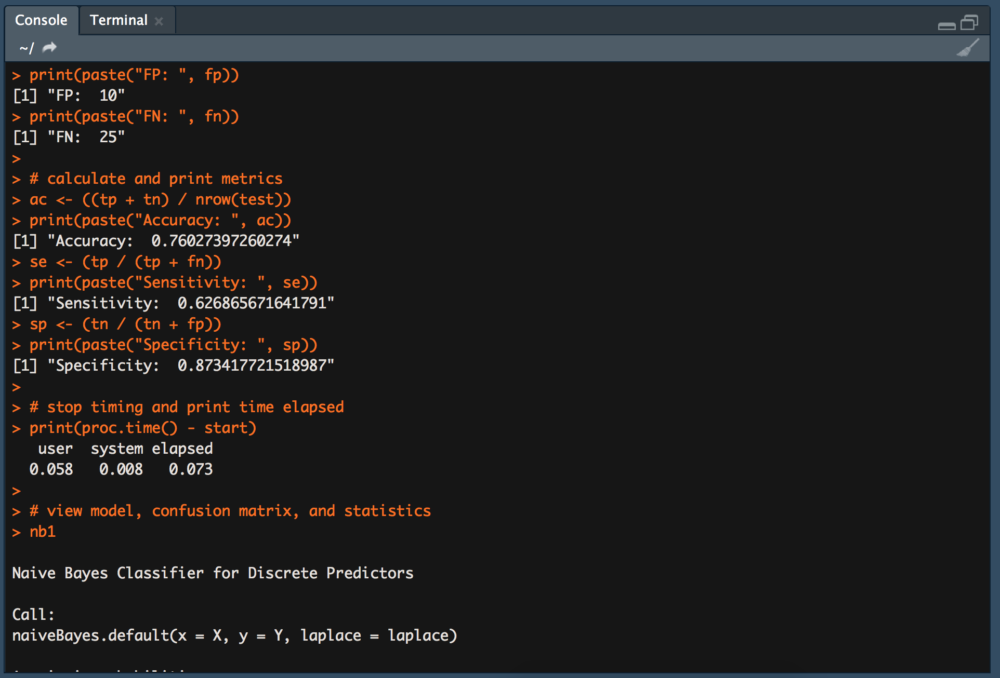 Console Terminal
~/
> print(paste("FP: ", fp))
[1] "FP:  10"
> print(paste("FN: ", fn))
[1] "FN:  25"
>
> # calculate and print metrics
> ac <- ((tp + tn) / nrow(test))
> print(paste("Accuracy: ", ac))
[1] "Accuracy:  0.76027397260274"
> se <- (tp / (tp + fn))
> print(paste("Sensitivity: ", se))
[1] "Sensitivity:  0.626865671641791"
> sp <- (tn / (tn + fp))
> print(paste("Specificity: ", sp))
[1] "Specificity:  0.873417721518987"
>
> # stop timing and print time elapsed
> print(proc.time() - start)
   user  system elapsed
  0.058   0.008   0.073
>
> # view model, confusion matrix, and statistics
> nb1
Naive Bayes Classifier for Discrete Predictors
Call:
naiveBayes.default(x = X, y = Y, laplace = laplace)